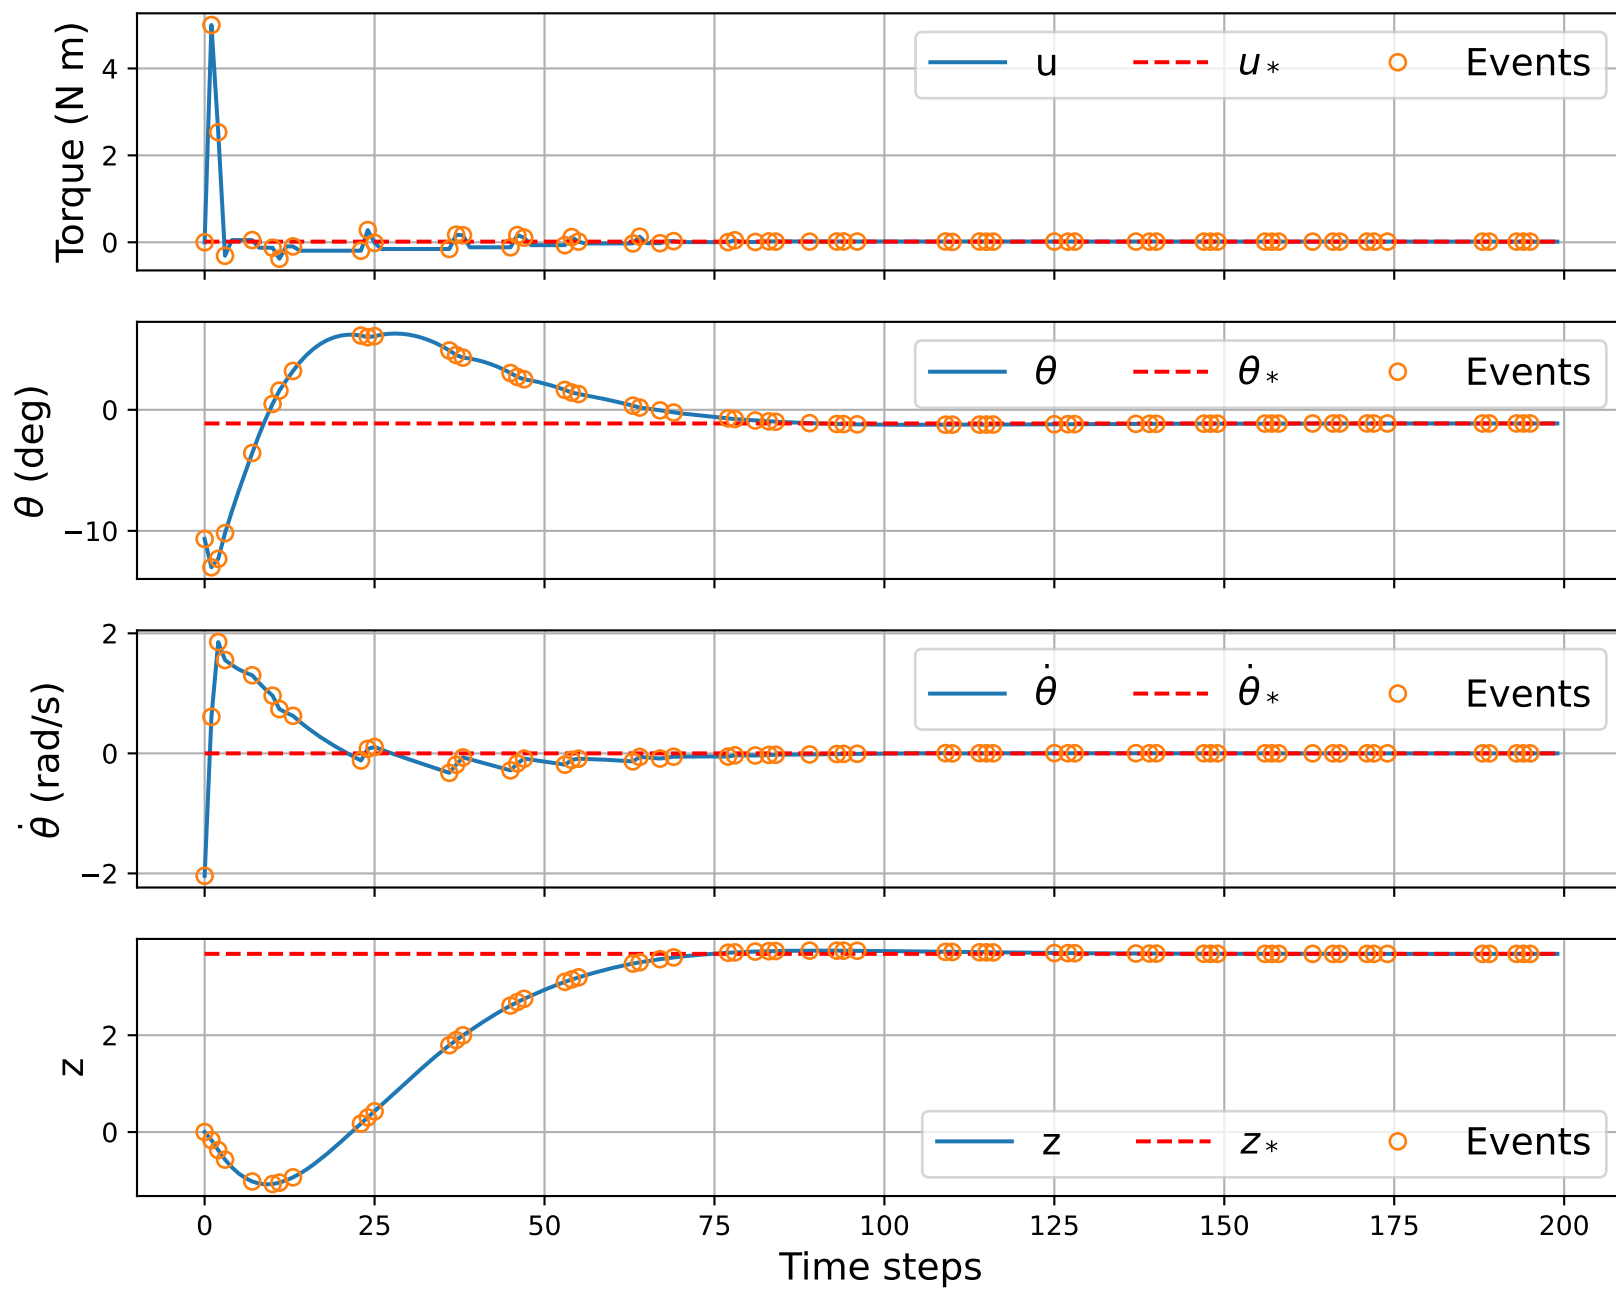 Torque (N m)
4
2
0
u u* Events
θ (deg)
0
−10
θ θ* Events
θ̇ (rad/s)
2
0
−2
θ̇ θ̇* Events
z
2
0
z z* Events
0 25 50 75 100 125 150 175 200
Time steps